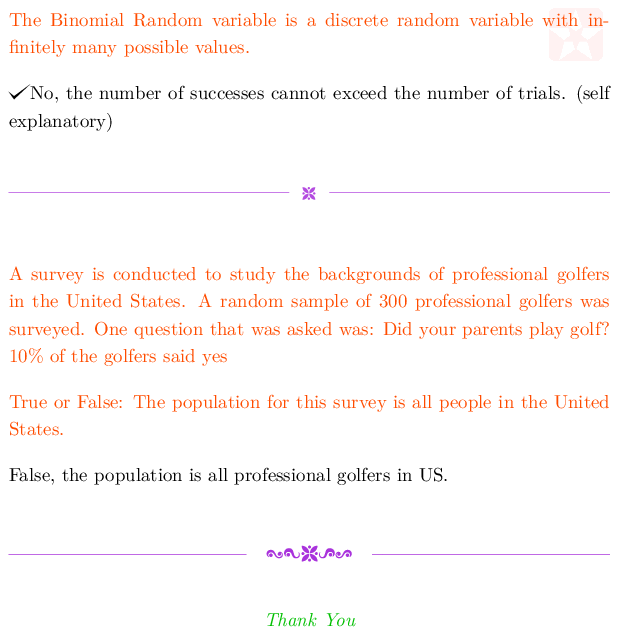 The Binomial Random variable is a discrete random variable with in-
finitely many possible values.
✓No, the number of successes cannot exceed the number of trials. (self
explanatory)
A survey is conducted to study the backgrounds of professional golfers
in the United States. A random sample of 300 professional golfers was
surveyed. One question that was asked was: Did your parents play golf?
10% of the golfers said yes
True or False: The population for this survey is all people in the United
States.
False, the population is all professional golfers in US.
Thank You